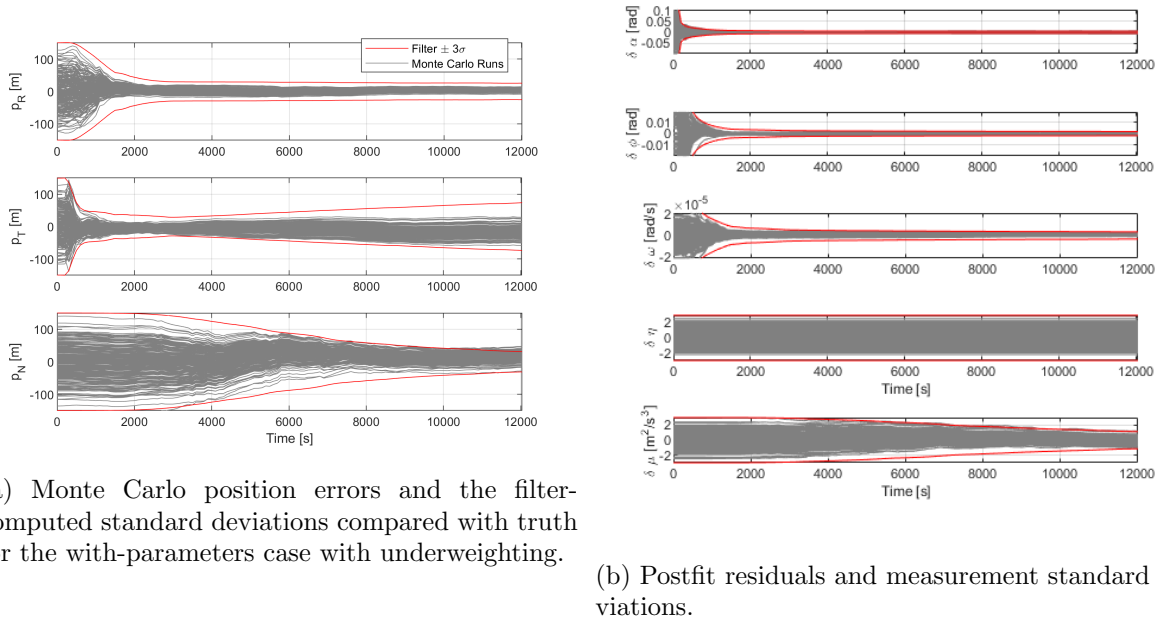 Filter ± 3σ
Monte Carlo Runs
p_R [m]
100
0
-100
0 2000 4000 6000 8000 10000 12000
p_T [m]
100
0
-100
0 2000 4000 6000 8000 10000 12000
p_N [m]
100
0
-100
0 2000 4000 6000 8000 10000 12000
Time [s]
) Monte Carlo position errors and the filter-
omputed standard deviations compared with truth
r the with-parameters case with underweighting.
δ α [rad]
0.1
0.05
0
-0.05
0 2000 4000 6000 8000 10000 12000
δ φ [rad]
0.01
0
-0.01
0 2000 4000 6000 8000 10000 12000
δ ω [rad/s]
×10⁻⁵
2
0
-2
0 2000 4000 6000 8000 10000 12000
δ η
2
0
-2
0 2000 4000 6000 8000 10000 12000
Time [s]
δ μ [m²/s³]
2
0
-2
0 2000 4000 6000 8000 10000 12000
Time [s]
(b) Postfit residuals and measurement standard
viations.